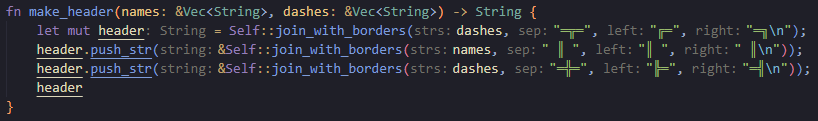 fn make_header(names: &Vec<String>, dashes: &Vec<String>) -> String {
    let mut header: String = Self::join_with_borders(strs: dashes, sep: "═╦═", left: "╔═", right: "═╗\n");
    header.push_str(string: &Self::join_with_borders(strs: names, sep: " ║ ", left: "║ ", right: " ║\n"));
    header.push_str(string: &Self::join_with_borders(strs: dashes, sep: "═╬═", left: "╠═", right: "═╣\n"));
    header
}